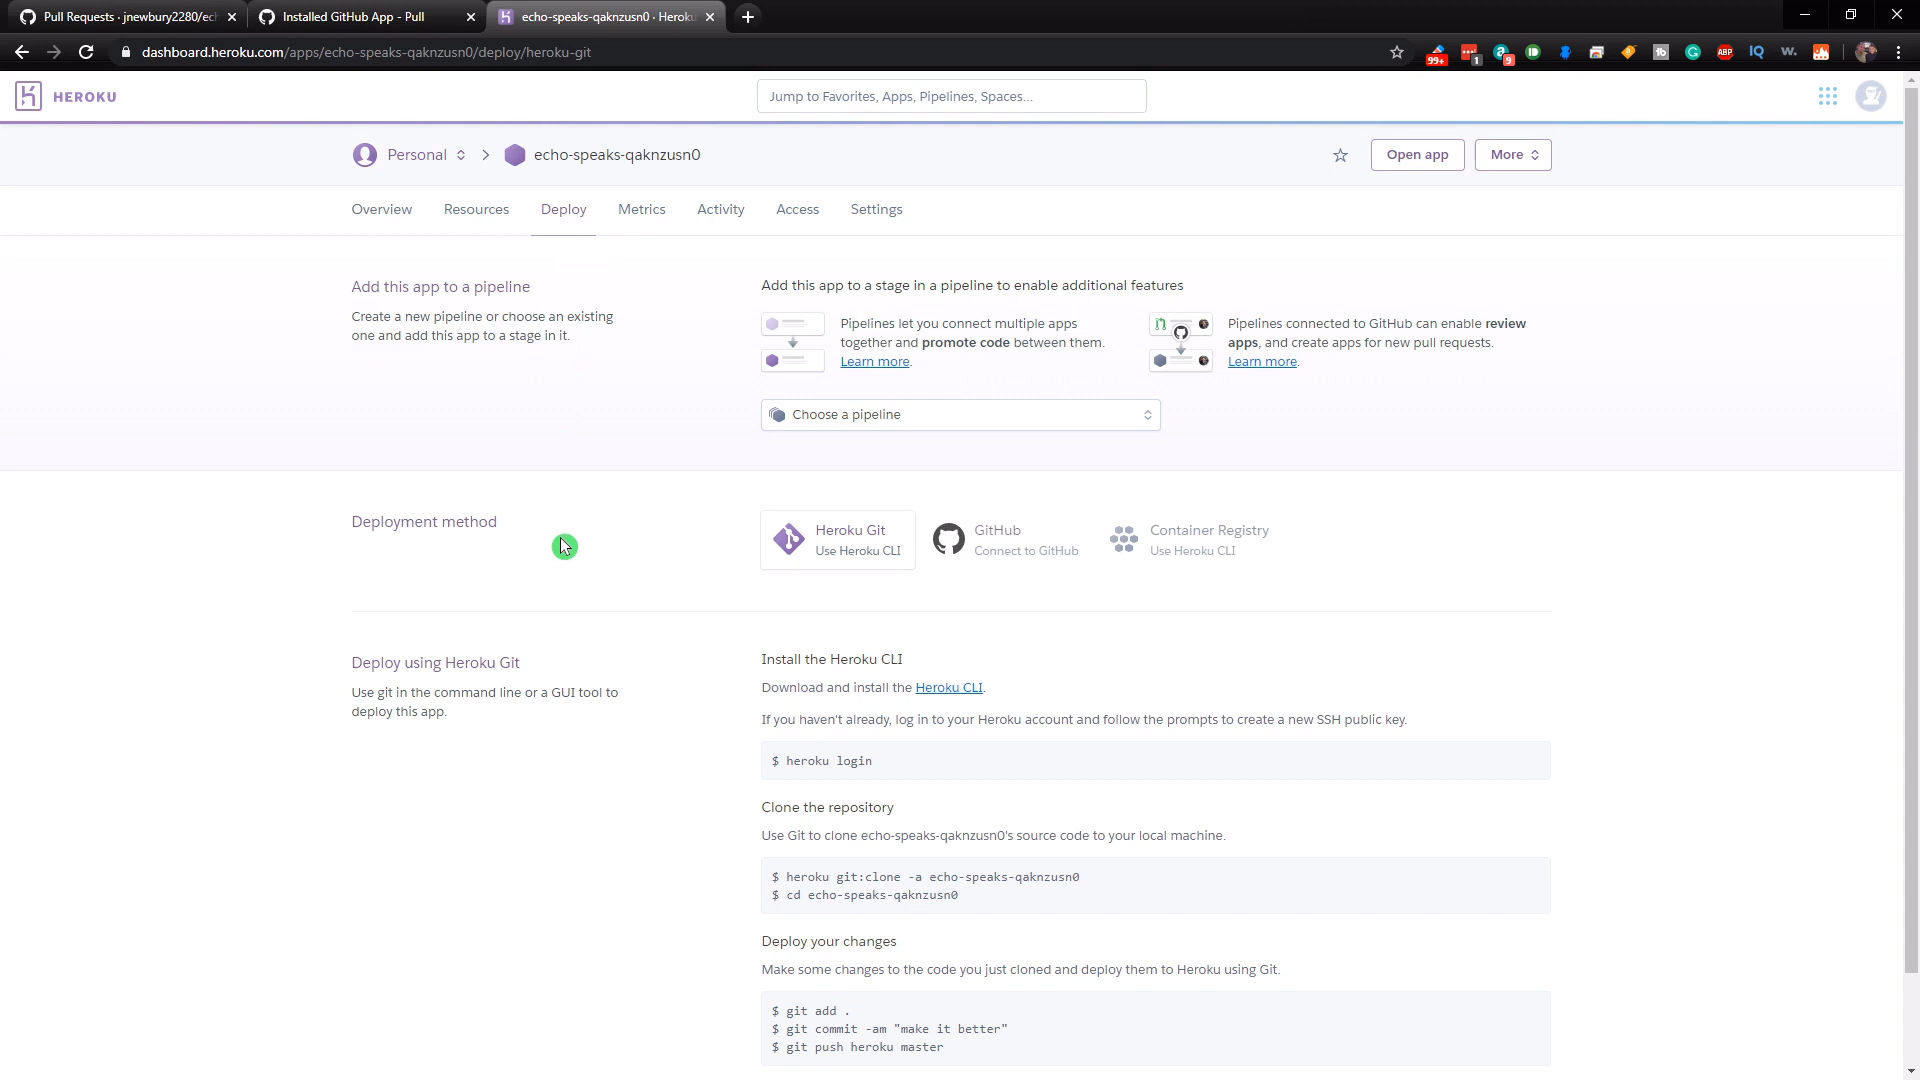 Pull Requests · jnewbury2280/ech
Installed GitHub App - Pull
echo-speaks-qaknzusn0 · Heroku
dashboard.heroku.com/apps/echo-speaks-qaknzusn0/deploy/heroku-git
99+
1
9
ABP
IQ
w.
HEROKU
Jump to Favorites, Apps, Pipelines, Spaces...
Personal
echo-speaks-qaknzusn0
Open app
More
Overview
Resources
Deploy
Metrics
Activity
Access
Settings
Add this app to a pipeline
Create a new pipeline or choose an existing
one and add this app to a stage in it.
Add this app to a stage in a pipeline to enable additional features
Pipelines let you connect multiple apps
together and promote code between them.
Learn more.
Pipelines connected to GitHub can enable review
apps, and create apps for new pull requests.
Learn more.
Choose a pipeline
Deployment method
Heroku Git
Use Heroku CLI
GitHub
Connect to GitHub
Container Registry
Use Heroku CLI
Deploy using Heroku Git
Use git in the command line or a GUI tool to
deploy this app.
Install the Heroku CLI
Download and install the Heroku CLI.
If you haven't already, log in to your Heroku account and follow the prompts to create a new SSH public key.
$ heroku login
Clone the repository
Use Git to clone echo-speaks-qaknzusn0's source code to your local machine.
$ heroku git:clone -a echo-speaks-qaknzusn0
$ cd echo-speaks-qaknzusn0
Deploy your changes
Make some changes to the code you just cloned and deploy them to Heroku using Git.
$ git add .
$ git commit -am "make it better"
$ git push heroku master